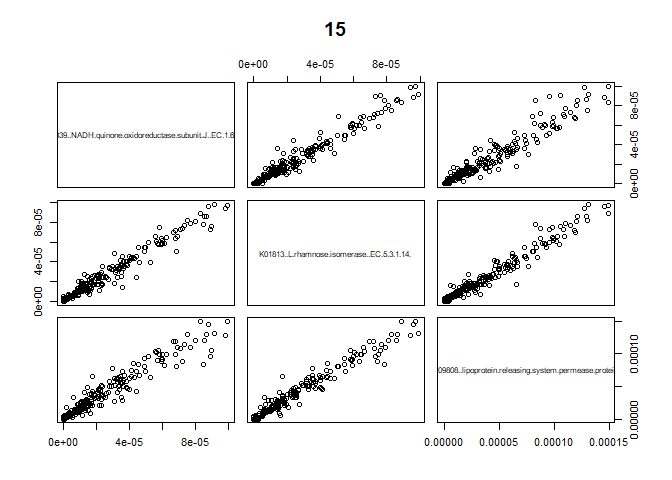 15
0e+00 4e-05 8e-05
339..NADH.quinone.oxidoreductase.subunit.J..EC.1.6
0e+00 4e-05 8e-05
0e+00 4e-05 8e-05
K01813..L.rhamnose.isomerase..EC.5.3.1.14.
09808..lipoprotein.releasing.system.permease.protei
0.00000 0.00010
0e+00 4e-05 8e-05
0.00000 0.00005 0.00010 0.00015